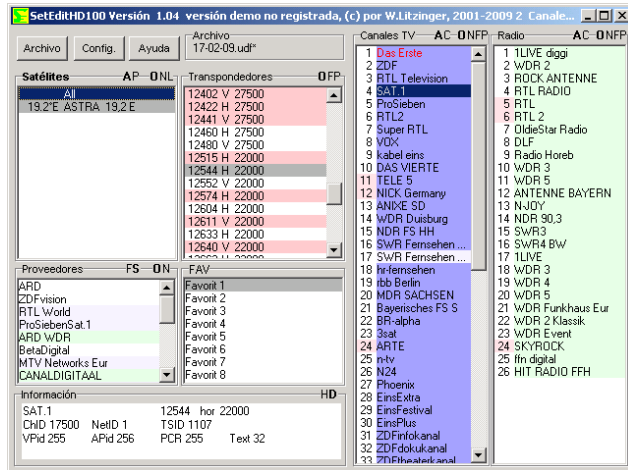 SetEditHD100 Versión 1.04 versión demo no registrada, (c) por W.Litzinger, 2001-2009 2 Canale...
Archivo
Config.
Ayuda
Archivo
17-02-09.udf*
Satélites AP ONL
All
19.2°E ASTRA 19,2 E
Transpondedores OFP
12402 V 27500
12422 H 27500
12441 V 27500
12460 H 27500
12480 V 27500
12515 H 22000
12544 H 22000
12552 V 22000
12574 H 22000
12604 H 22000
12611 V 22000
12633 H 22000
12640 V 22000
12663 H 22000
Proveedores FS ON
ARD
ZDFvision
RTL World
ProSiebenSat.1
ARD WDR
BetaDigital
MTV Networks Eur
CANALDIGITAAL
FAV
Favorit 1
Favorit 2
Favorit 3
Favorit 4
Favorit 5
Favorit 6
Favorit 7
Favorit 8
Información HD
SAT.1 12544 hor 22000
ChID 17500 NetID 1 TSID 1107
VPid 255 APid 256 PCR 255 Text 32
Canales TV AC ONFP
1 Das Erste
2 ZDF
3 RTL Television
4 SAT.1
5 ProSieben
6 RTL2
7 Super RTL
8 VOX
9 kabel eins
10 DAS VIERTE
11 TELE 5
12 NICK Germany
13 ANIXE SD
14 WDR Duisburg
15 NDR FS HH
16 SWR Fernsehen ...
17 SWR Fernsehen ...
18 hr-fernsehen
19 rbb Berlin
20 MDR SACHSEN
21 Bayerisches FS S
22 BR-alpha
23 3sat
24 ARTE
25 n-tv
26 N24
27 Phoenix
28 EinsExtra
29 EinsFestival
30 EinsPlus
31 ZDFinfokanal
32 ZDFdokukanal
33 ZDFtheaterkanal
Radio AC ONFP
1 1LIVE diggi
2 WDR 2
3 ROCK ANTENNE
4 RTL RADIO
5 RTL
6 RTL 2
7 OldieStar Radio
8 DLF
9 Radio Horeb
10 WDR 3
11 WDR 5
12 ANTENNE BAYERN
13 N-JOY
14 NDR 90,3
15 SWR3
16 SWR4 BW
17 1LIVE
18 WDR 3
19 WDR 4
20 WDR 5
21 WDR Funkhaus Eur
22 WDR 2 Klassik
23 WDR Event
24 SKYROCK
25 ffn digital
26 HIT RADIO FFH